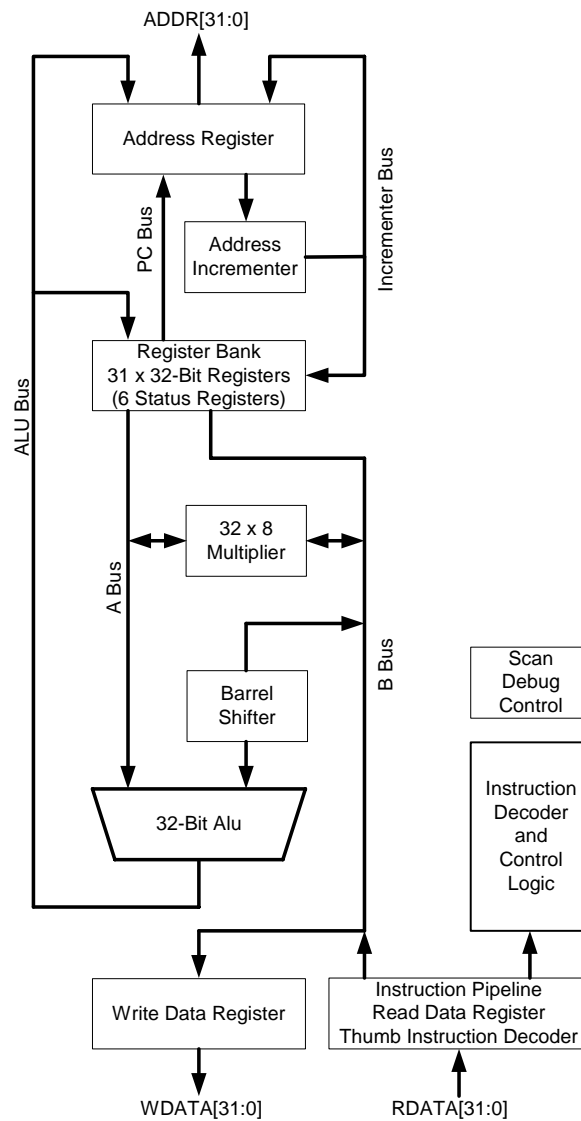 ADDR[31:0]
Address Register
PC Bus
Address
Incrementer
Incrementer Bus
Register Bank
31 x 32-Bit Registers
(6 Status Registers)
ALU Bus
A Bus
32 x 8
Multiplier
B Bus
Barrel
Shifter
32-Bit Alu
Scan
Debug
Control
Instruction
Decoder
and
Control
Logic
Write Data Register
Instruction Pipeline
Read Data Register
Thumb Instruction Decoder
WDATA[31:0]
RDATA[31:0]